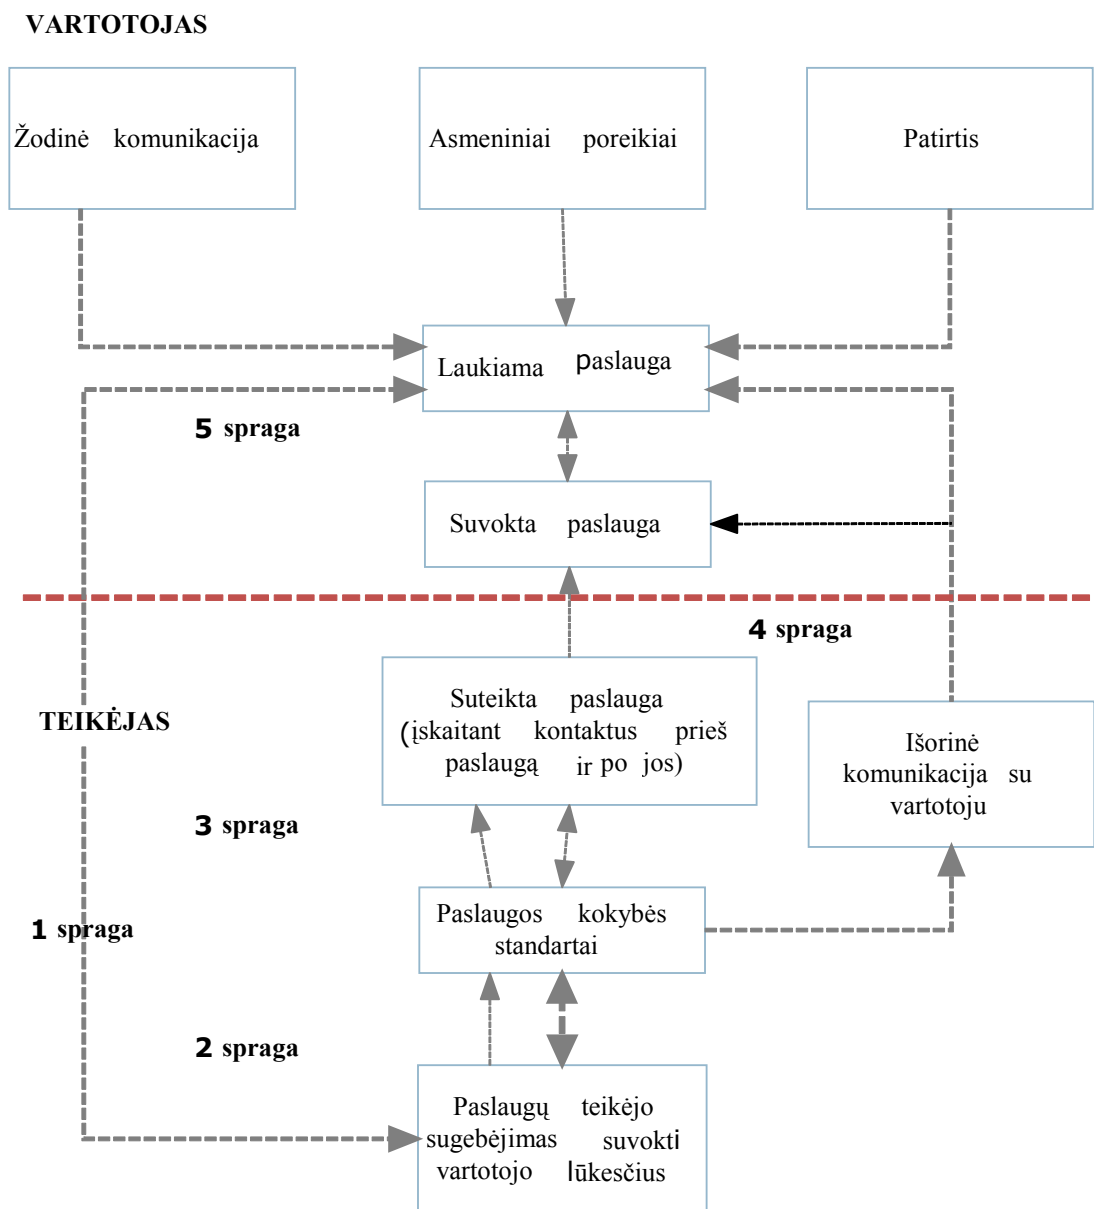 VARTOTOJAS
Žodinė komunikacija
Asmeniniai poreikiai
Patirtis
Laukiama paslauga
5 spraga
Suvokta paslauga
4 spraga
Suteikta paslauga
(įskaitant kontaktus prieš
paslaugą ir po jos)
TEIKĖJAS
Išorinė
komunikacija su
vartotoju
3 spraga
Paslaugos kokybės
standartai
1 spraga
2 spraga
Paslaugų teikėjo
sugebėjimas suvokti
vartotojo lūkesčius